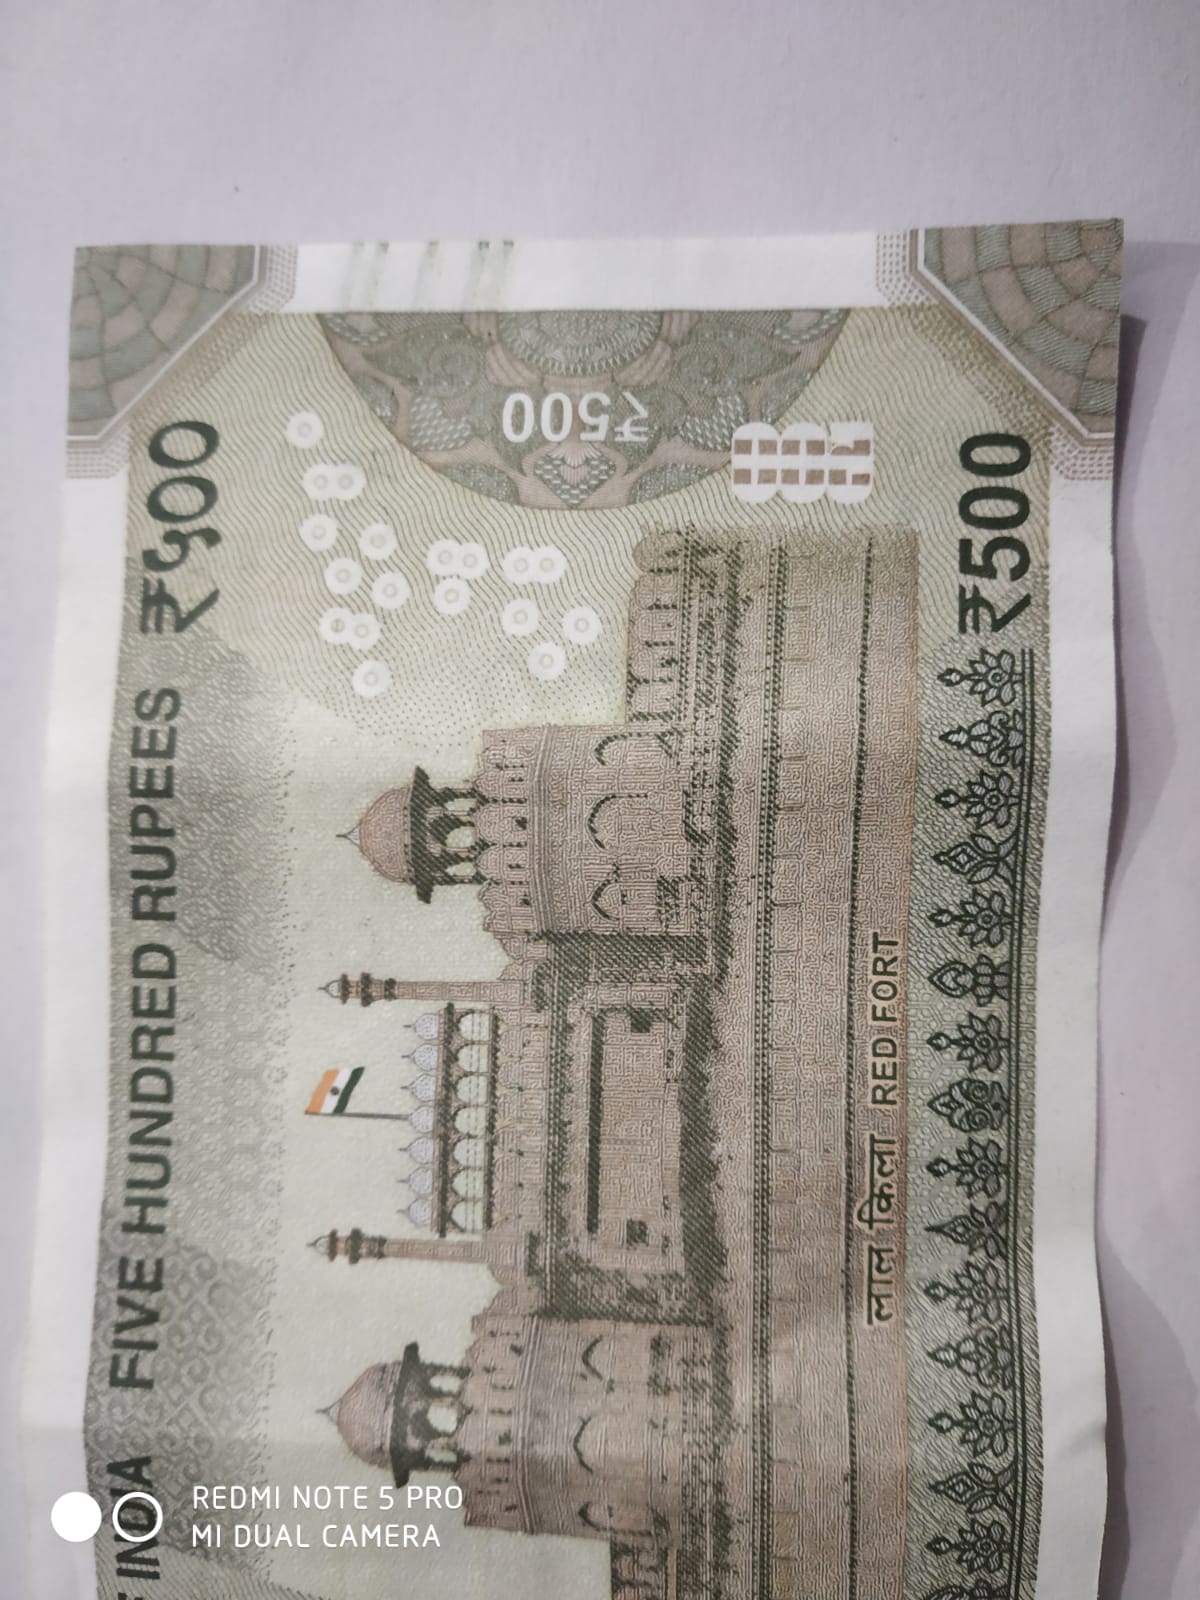 INDIA FIVE HUNDRED RUPEES ₹५००
₹500
लाल किला RED FORT
₹500
REDMI NOTE 5 PRO
MI DUAL CAMERA